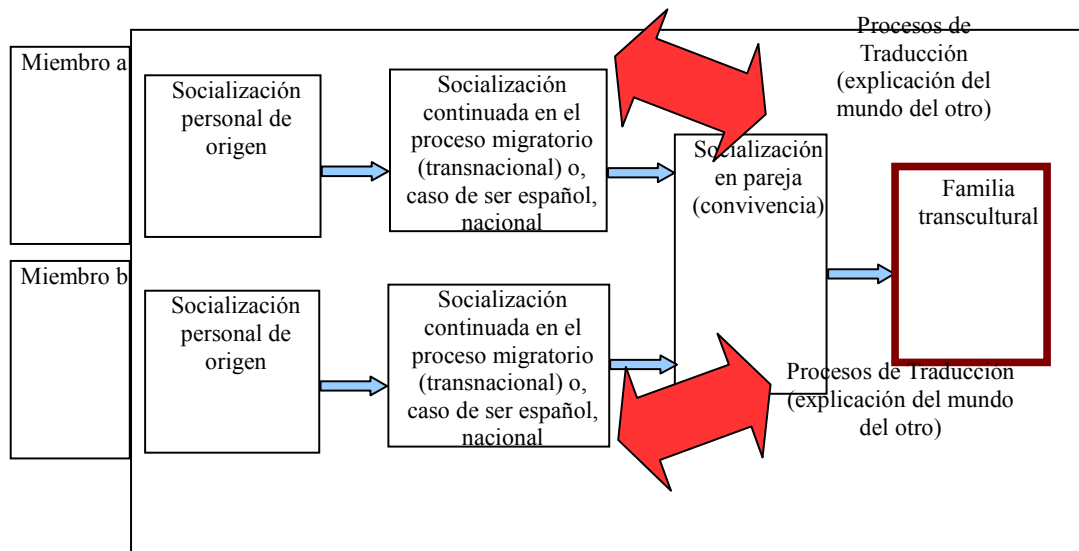 Miembro a
Socialización
personal de
origen
Socialización
continuada en el
proceso migratorio
(transnacional) o,
caso de ser español,
nacional
Procesos de
Traducción
(explicación del
mundo del otro)
Socialización
en pareja
(convivencia)
Familia
transcultural
Miembro b
Socialización
personal de
origen
Socialización
continuada en el
proceso migratorio
(transnacional) o,
caso de ser español,
nacional
Procesos de Traducción
(explicación del mundo
del otro)